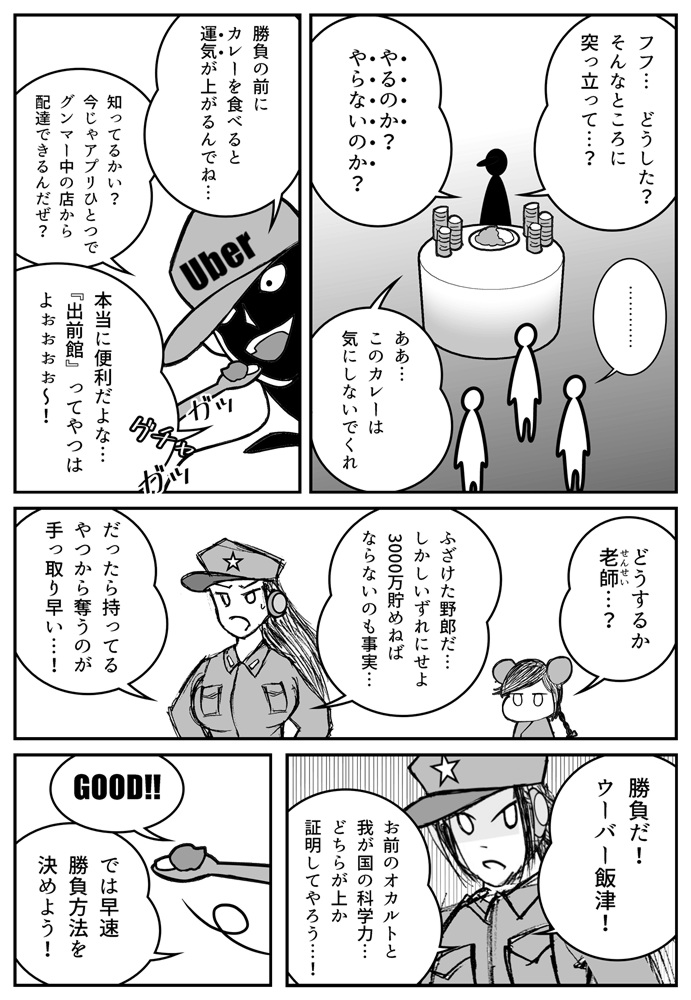 フフ…　どうした？
そんなところに
突っ立って…？
やるのか？
やらないのか？
…………
ああ…
このカレーは
気にしないでくれ
勝負の前に
カレーを食べると
運気が上がるんでね…
知ってるかい？
今じゃアプリひとつで
グンマー中の店から
配達できるんだぜ？
Uber
本当に便利だよな…
『出前館』ってやつは
よぉぉぉぉ～！
ガツ
グチャ
ガツ
どうするか
老師…？
せんせい
ふざけた野郎だ…
しかしいずれにせよ
3000万貯めねば
ならないのも事実…
だったら持ってる
やつから奪うのが
手っ取り早い…！
勝負だ！
ウーバー飯津！
お前のオカルトと
我が国の科学力…
どちらが上か
証明してやろう…！
GOOD!!
では早速
勝負方法を
決めよう！